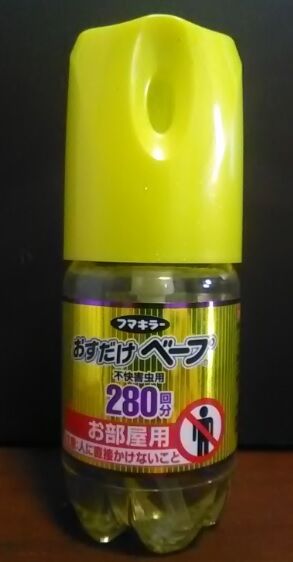 フマキラー
おすだけベープ
不快害虫用
280回分
お部屋用
人に直接かけないこと